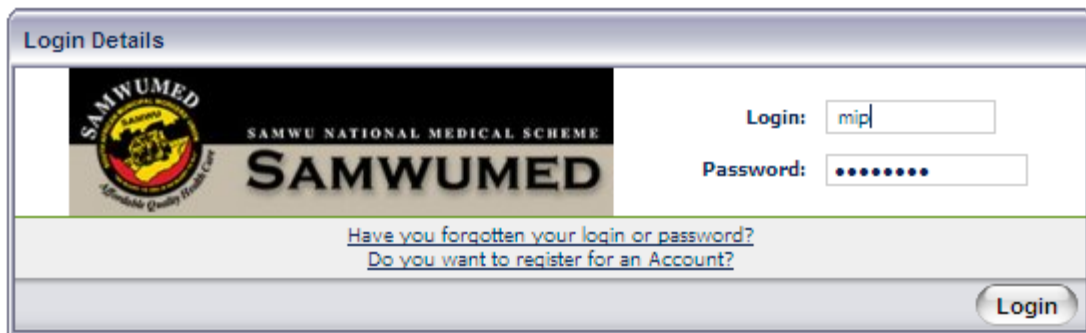 Login Details
SAMWUMED
SAMWU
Affordable Quality Health Care
SAMWU NATIONAL MEDICAL SCHEME
SAMWUMED
Login: mip
Password: ••••••••
Have you forgotten your login or password?
Do you want to register for an Account?
Login